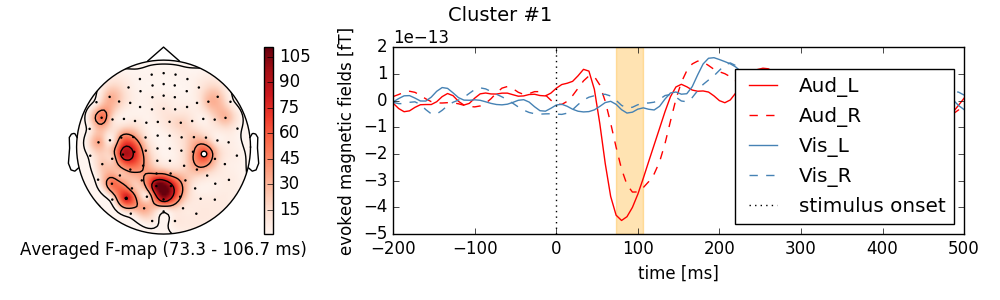 Cluster #1
105
90
75
60
45
30
15
Averaged F-map (73.3 - 106.7 ms)
evoked magnetic fields [fT]
1e−13
2
1
0
−1
−2
−3
−4
−5
−200
−100
0
100
200
300
400
500
time [ms]
Aud_L
Aud_R
Vis_L
Vis_R
stimulus onset